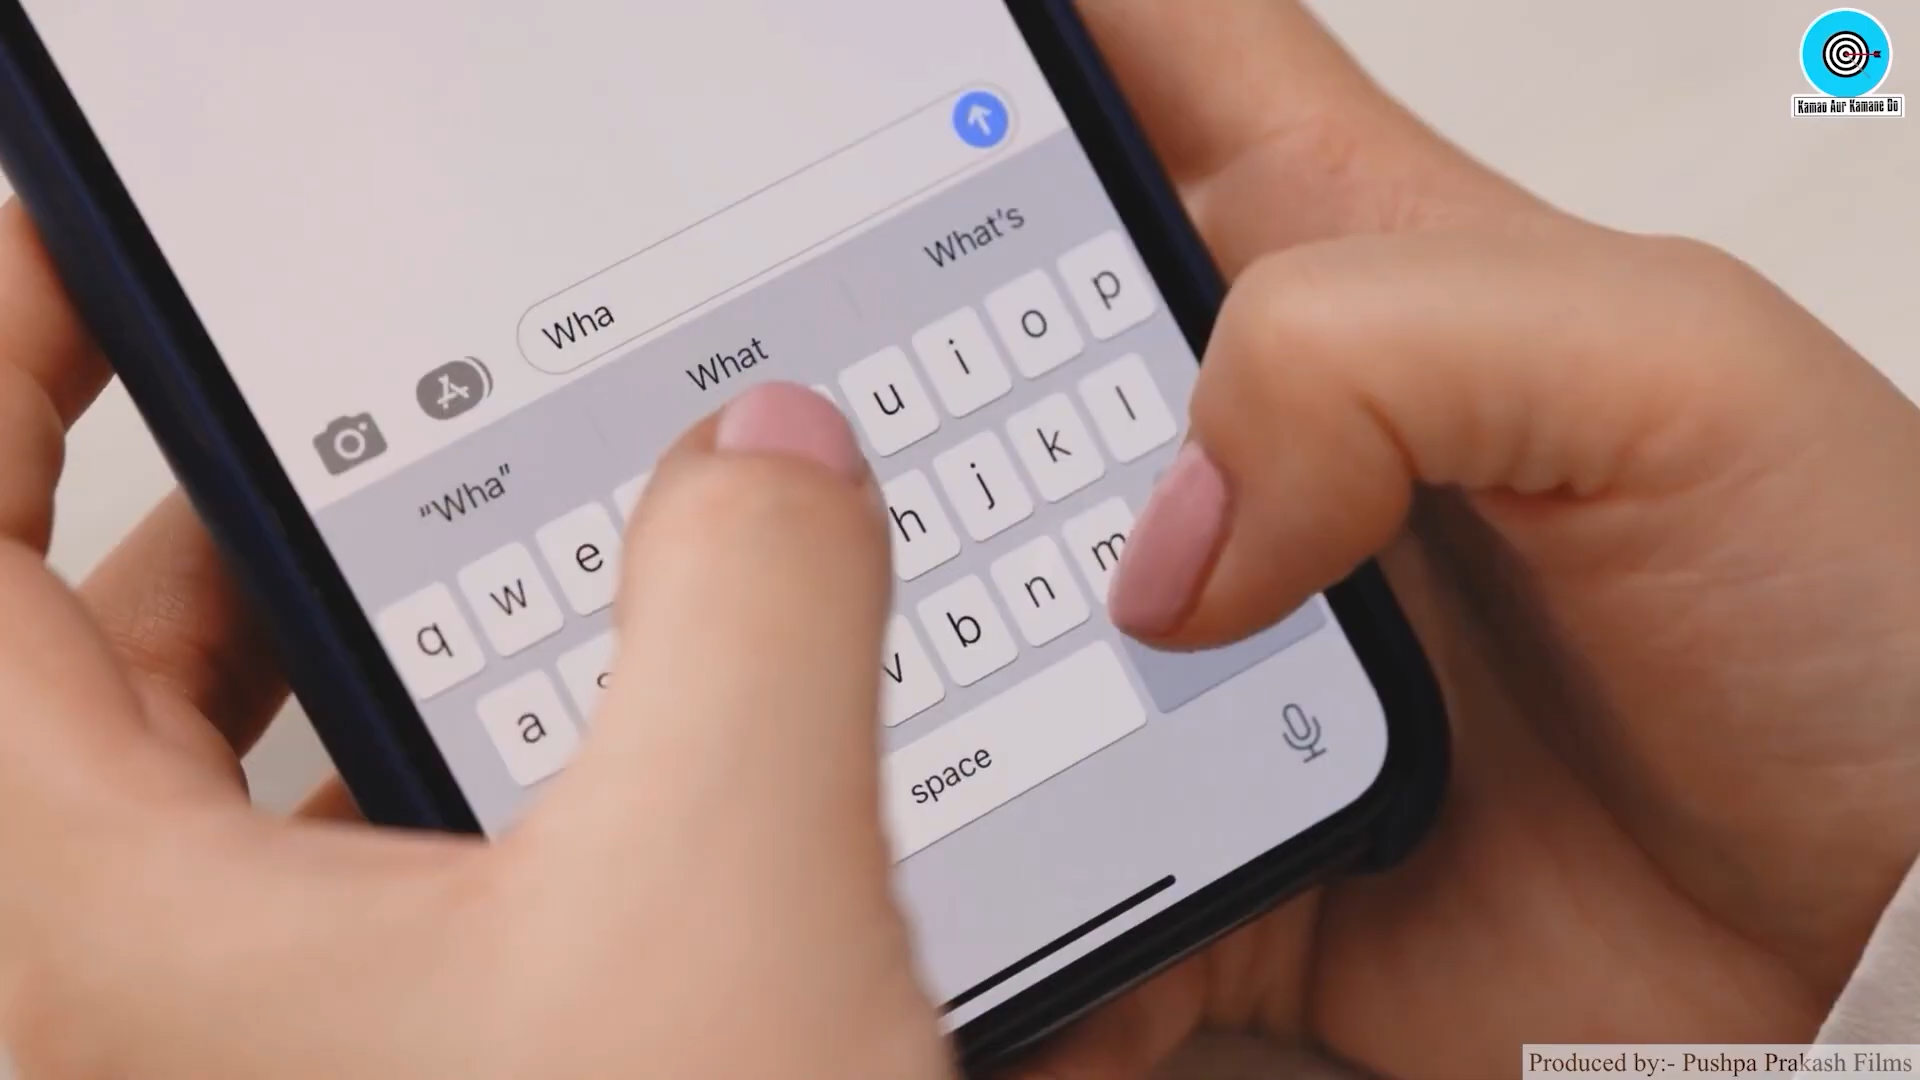 Kamao Aur Kamane Do
Wha
"Wha"
What
What's
q w e u i o p
a h j k l
v b n m
space
Produced by:- Pushpa Prakash Films